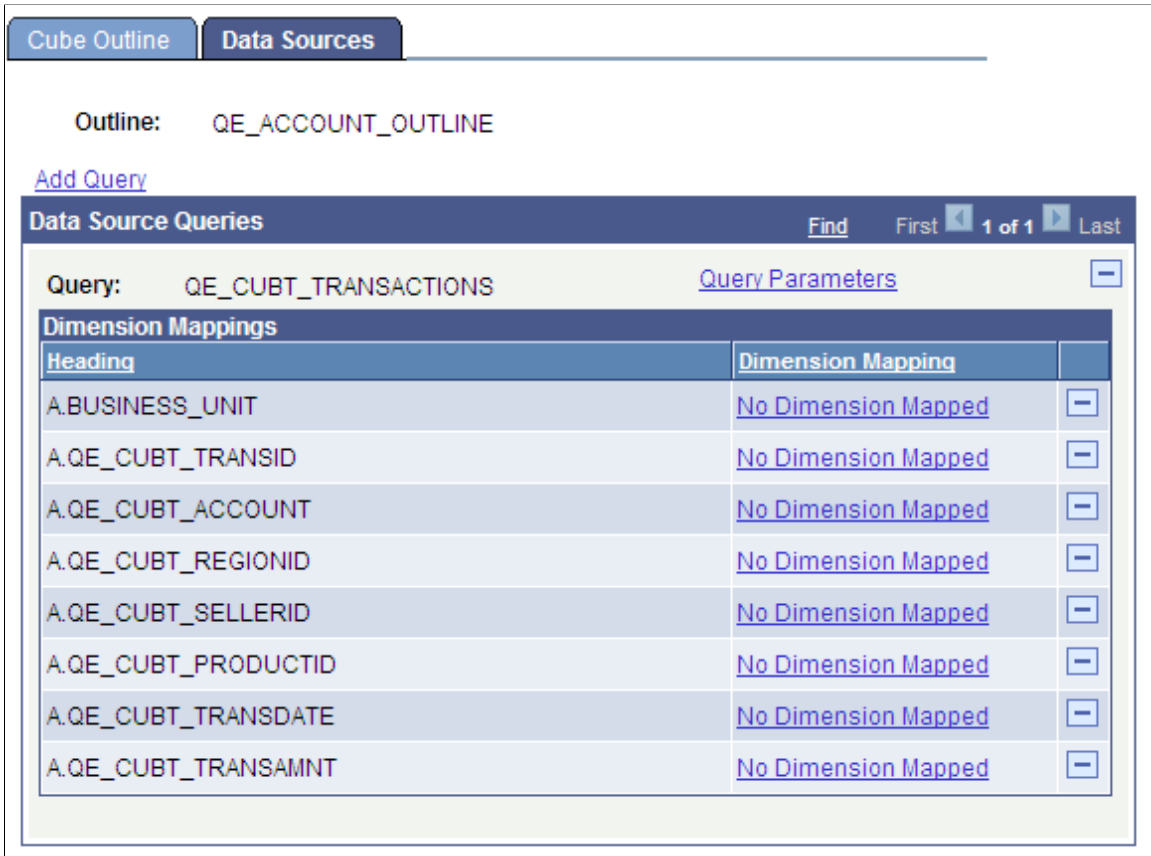 Cube Outline Data Sources
Outline: QE_ACCOUNT_OUTLINE
Add Query
Data Source Queries Find First 1 of 1 Last
Query: QE_CUBT_TRANSACTIONS Query Parameters
Dimension Mappings
Heading Dimension Mapping
A.BUSINESS_UNIT No Dimension Mapped
A.QE_CUBT_TRANSID No Dimension Mapped
A.QE_CUBT_ACCOUNT No Dimension Mapped
A.QE_CUBT_REGIONID No Dimension Mapped
A.QE_CUBT_SELLERID No Dimension Mapped
A.QE_CUBT_PRODUCTID No Dimension Mapped
A.QE_CUBT_TRANSDATE No Dimension Mapped
A.QE_CUBT_TRANSAMNT No Dimension Mapped